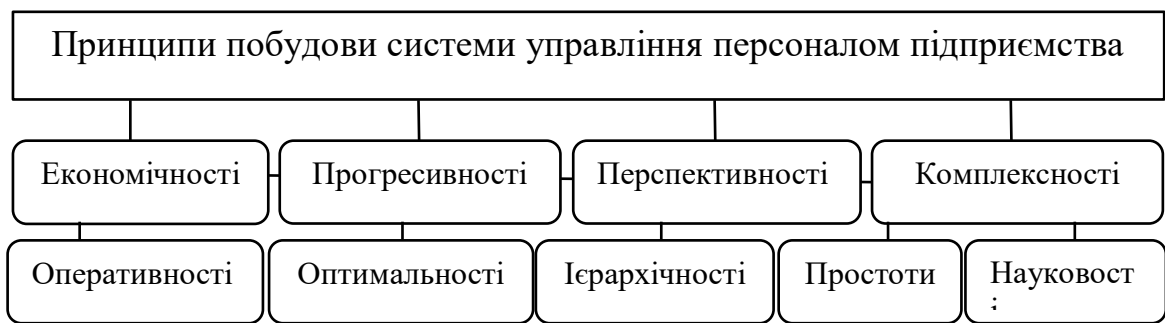 Принципи побудови системи управління персоналом підприємства
Економічності
Прогресивності
Перспективності
Комплексності
Оперативності
Оптимальності
Ієрархічності
Простоти
Науковост
і